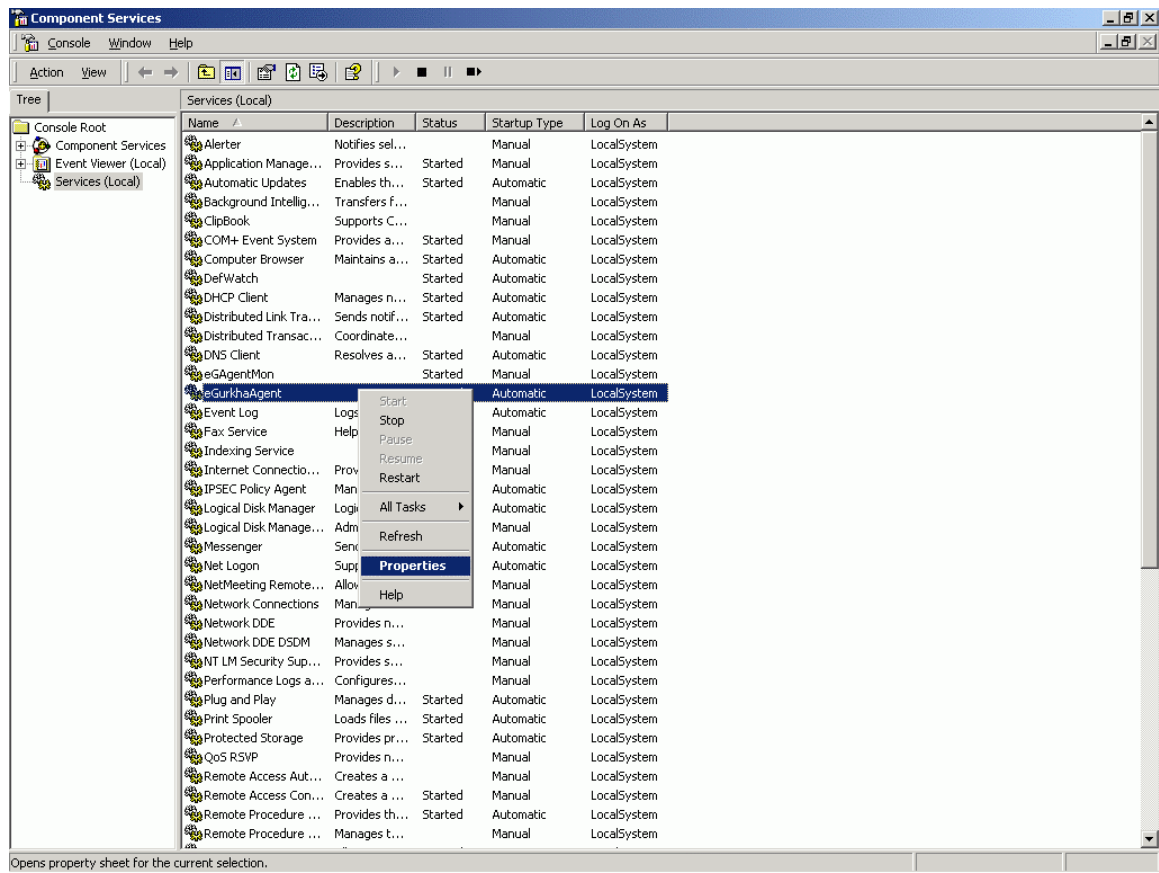 Component Services
Console Window Help
Action View
Tree
Services (Local)
Console Root
Component Services
Event Viewer (Local)
Services (Local)
Name Description Status Startup Type Log On As
Alerter Notifies sel... Manual LocalSystem
Application Manage... Provides s... Started Manual LocalSystem
Automatic Updates Enables th... Started Automatic LocalSystem
Background Intellig... Transfers f... Manual LocalSystem
ClipBook Supports C... Manual LocalSystem
COM+ Event System Provides a... Started Manual LocalSystem
Computer Browser Maintains a... Started Automatic LocalSystem
DefWatch Started Automatic LocalSystem
DHCP Client Manages n... Started Automatic LocalSystem
Distributed Link Tra... Sends notif... Started Automatic LocalSystem
Distributed Transac... Coordinate... Manual LocalSystem
DNS Client Resolves a... Started Automatic LocalSystem
eGAgentMon Started Manual LocalSystem
eGurkhaAgent Automatic LocalSystem
Event Log Logs Automatic LocalSystem
Fax Service Help Manual LocalSystem
Indexing Service Manual LocalSystem
Internet Connectio... Prov Manual LocalSystem
IPSEC Policy Agent Man Automatic LocalSystem
Logical Disk Manager Logi Automatic LocalSystem
Logical Disk Manage... Adm Manual LocalSystem
Messenger Send Automatic LocalSystem
Net Logon Supp Automatic LocalSystem
NetMeeting Remote... Allow Manual LocalSystem
Network Connections Man... Manual LocalSystem
Network DDE Provides n... Manual LocalSystem
Network DDE DSDM Manages s... Manual LocalSystem
NT LM Security Sup... Provides s... Manual LocalSystem
Performance Logs a... Configures... Manual LocalSystem
Plug and Play Manages d... Started Automatic LocalSystem
Print Spooler Loads files ... Started Automatic LocalSystem
Protected Storage Provides pr... Started Automatic LocalSystem
QoS RSVP Provides n... Manual LocalSystem
Remote Access Aut... Creates a ... Manual LocalSystem
Remote Access Con... Creates a ... Started Manual LocalSystem
Remote Procedure ... Provides th... Started Automatic LocalSystem
Remote Procedure ... Manages t... Manual LocalSystem
Start
Stop
Pause
Resume
Restart
All Tasks
Refresh
Properties
Help
Opens property sheet for the current selection.